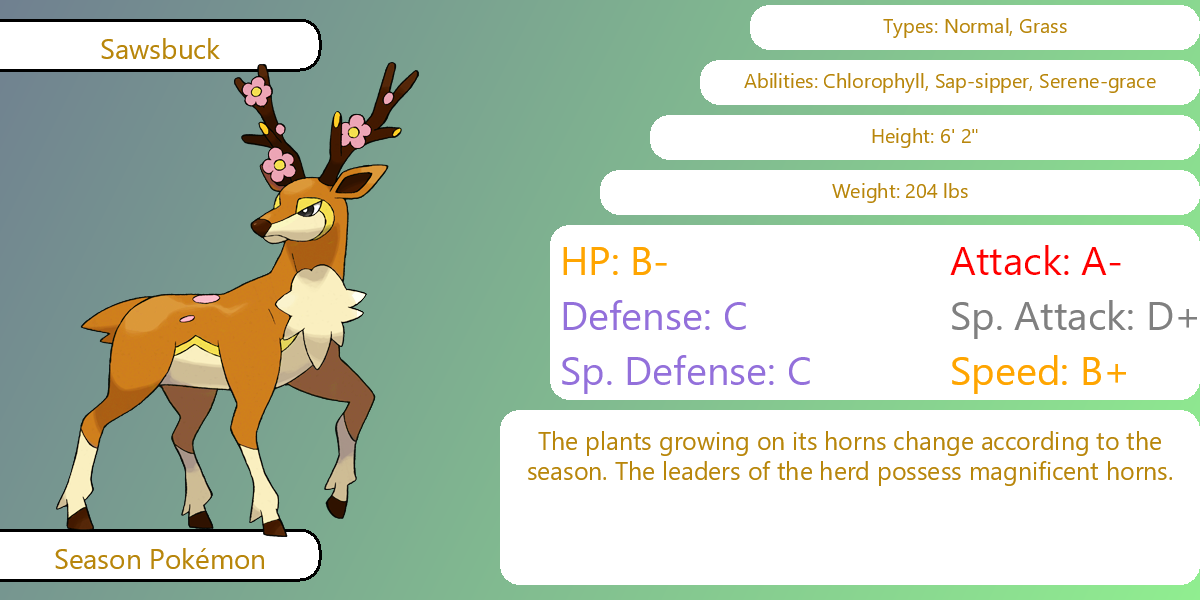 Sawsbuck
Types: Normal, Grass
Abilities: Chlorophyll, Sap-sipper, Serene-grace
Height: 6' 2"
Weight: 204 lbs
HP: B-
Attack: A-
Defense: C
Sp. Attack: D+
Sp. Defense: C
Speed: B+
The plants growing on its horns change according to the
season. The leaders of the herd possess magnificent horns.
Season Pokémon